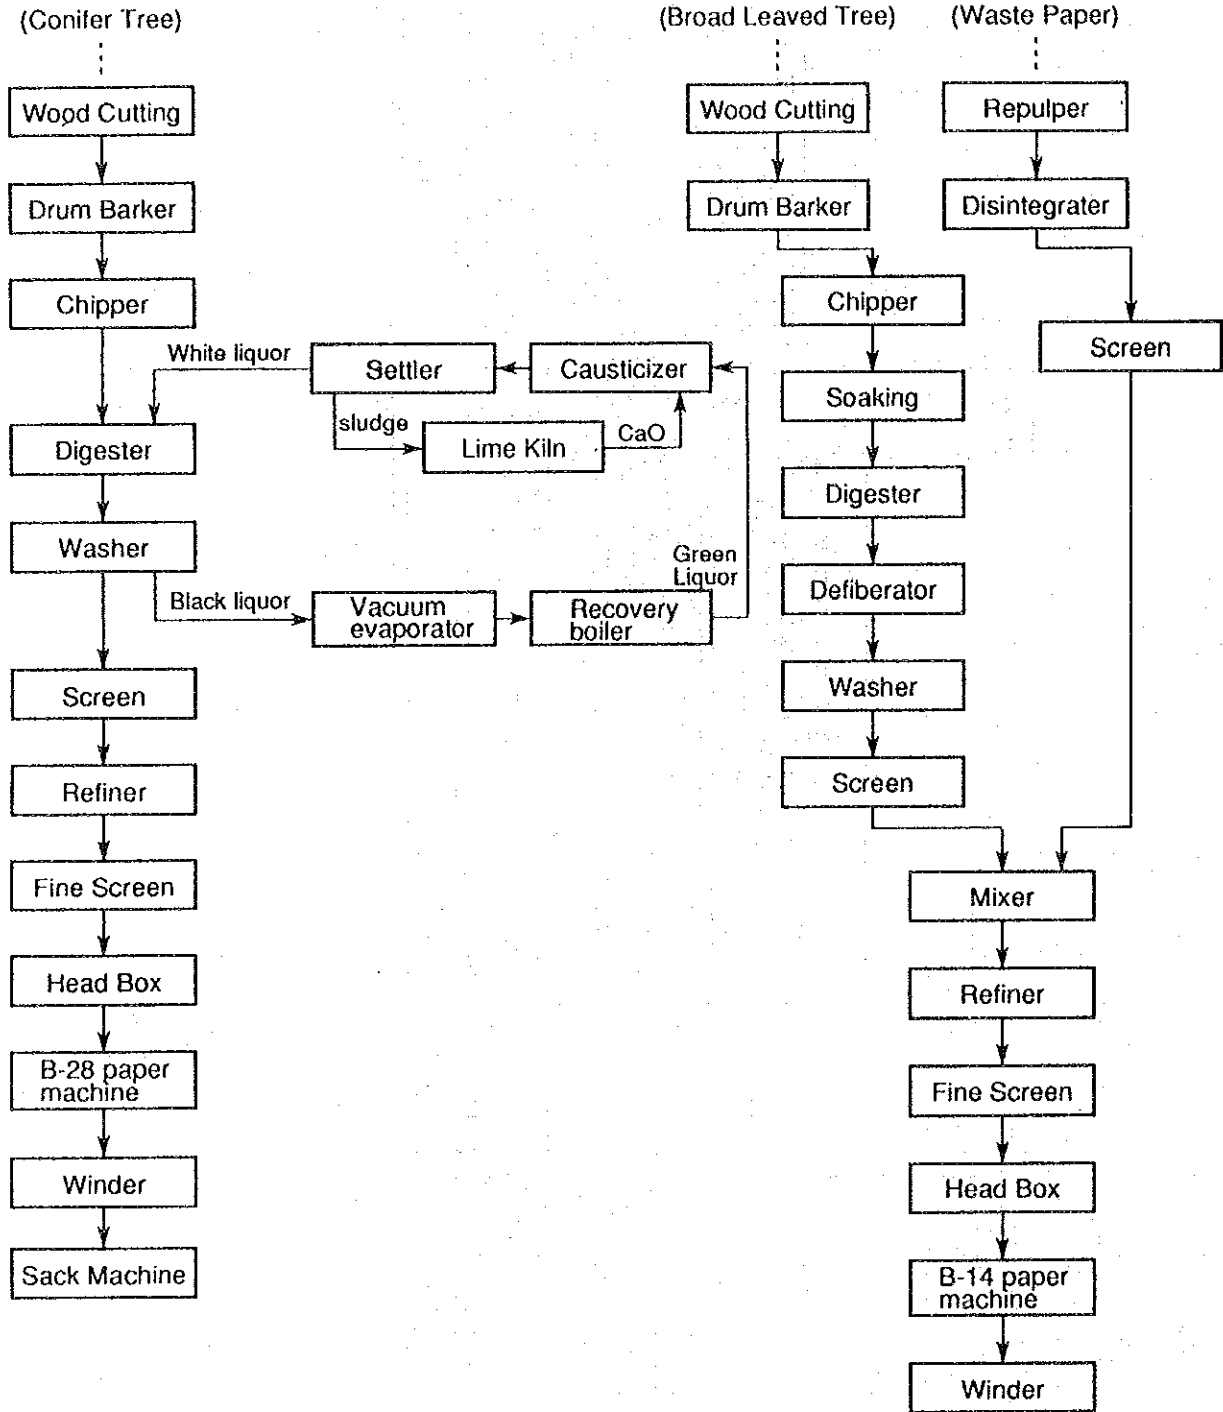 (Conifer Tree)
Wood Cutting
Drum Barker
Chipper
White liquor
Settler
Causticizer
sludge
Lime Kiln
CaO
Digester
Washer
Black liquor
Vacuum
evaporator
Recovery
boiler
Green
Liquor
Screen
Refiner
Fine Screen
Head Box
B-28 paper
machine
Winder
Sack Machine
(Broad Leaved Tree)
Wood Cutting
Drum Barker
Chipper
Soaking
Digester
Defiberator
Washer
Screen
(Waste Paper)
Repulper
Disintegrater
Screen
Mixer
Refiner
Fine Screen
Head Box
B-14 paper
machine
Winder